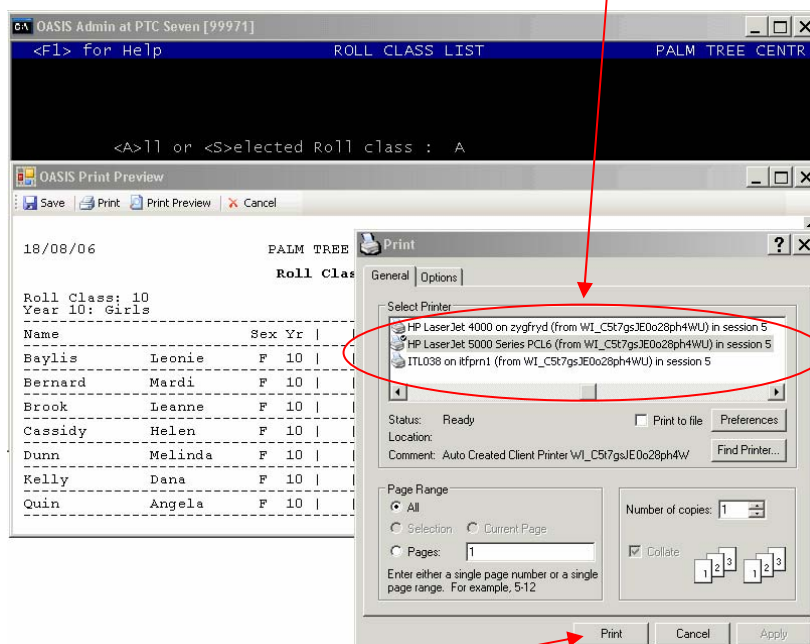 OASIS Admin at PTC Seven [99971]
<F1> for Help ROLL CLASS LIST PALM TREE CENTR
<A>ll or <S>elected Roll class : A
OASIS Print Preview
Save Print Print Preview Cancel
18/08/06 PALM TREE
Roll Clas
Roll Class: 10
Year 10: Girls
Name Sex Yr | |
Baylis Leonie F 10 | |
Bernard Mardi F 10 | |
Brook Leanne F 10 | |
Cassidy Helen F 10 | |
Dunn Melinda F 10 | |
Kelly Dana F 10 | |
Quin Angela F 10 | |
Print
General Options
Select Printer
HP LaserJet 4000 on zygfryd (from WI_C5t7gsJE0o28ph4WU) in session 5
HP LaserJet 5000 Series PCL6 (from WI_C5t7gsJE0o28ph4WU) in session 5
ITL038 on itfprn1 (from WI_C5t7gsJE0o28ph4WU) in session 5
Status: Ready Print to file Preferences
Location:
Comment: Auto Created Client Printer WI_C5t7gsJE0o28ph4W Find Printer...
Page Range
All
Selection Current Page
Pages: 1
Enter either a single page number or a single
page range. For example, 5-12
Number of copies: 1
Collate
1 2 3 1 2 3
Print Cancel Apply